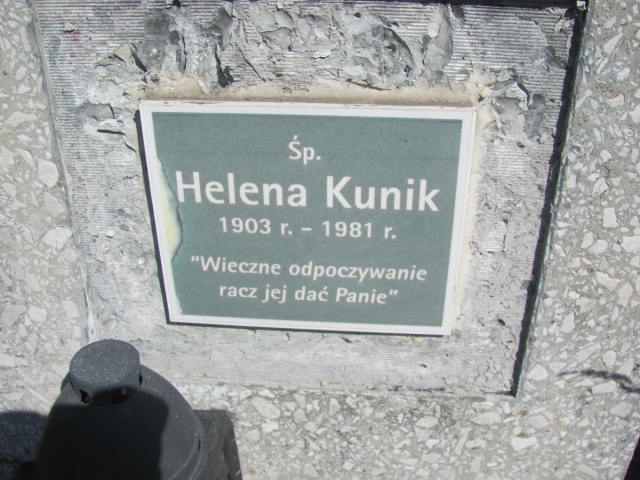 Śp.
Helena Kunik
1903 r. - 1981 r.
"Wieczne odpoczywanie
racz jej dać Panie"